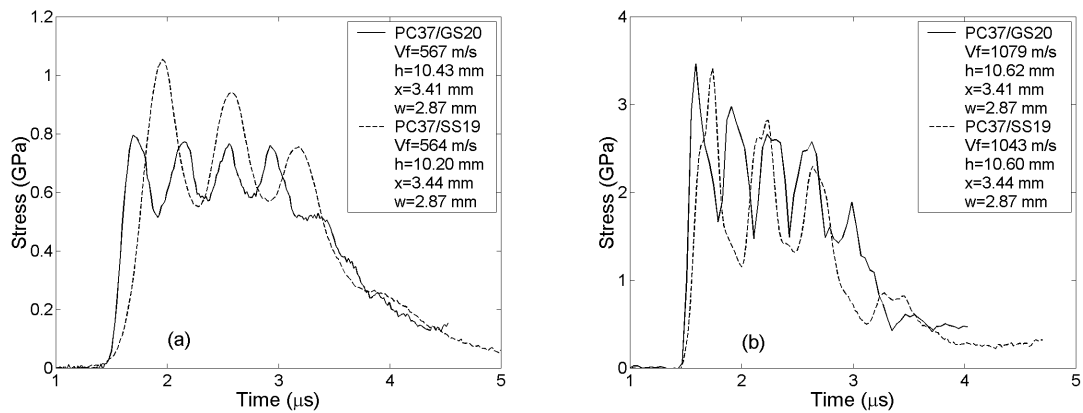 1.2
1
0.8
0.6
0.4
0.2
0
Stress (GPa)
PC37/GS20
Vf=567 m/s
h=10.43 mm
x=3.41 mm
w=2.87 mm
PC37/SS19
Vf=564 m/s
h=10.20 mm
x=3.44 mm
w=2.87 mm
(a)
1 2 3 4 5
Time (μs)
4
3
2
1
0
Stress (GPa)
PC37/GS20
Vf=1079 m/s
h=10.62 mm
x=3.41 mm
w=2.87 mm
PC37/SS19
Vf=1043 m/s
h=10.60 mm
x=3.44 mm
w=2.87 mm
(b)
1 2 3 4 5
Time (μs)